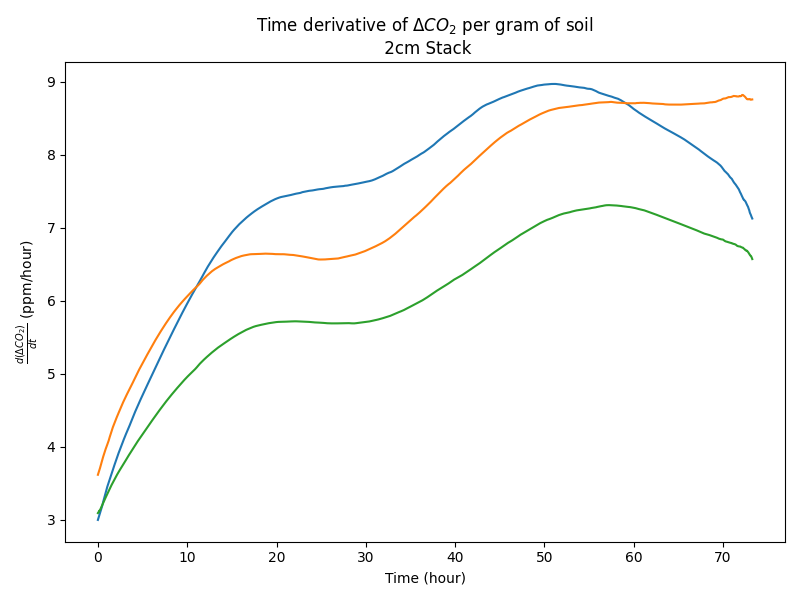 Time derivative of ΔCO₂ per gram of soil
2cm Stack
d(ΔCO₂)/dt (ppm/hour)
9
8
7
6
5
4
3
0 10 20 30 40 50 60 70
Time (hour)